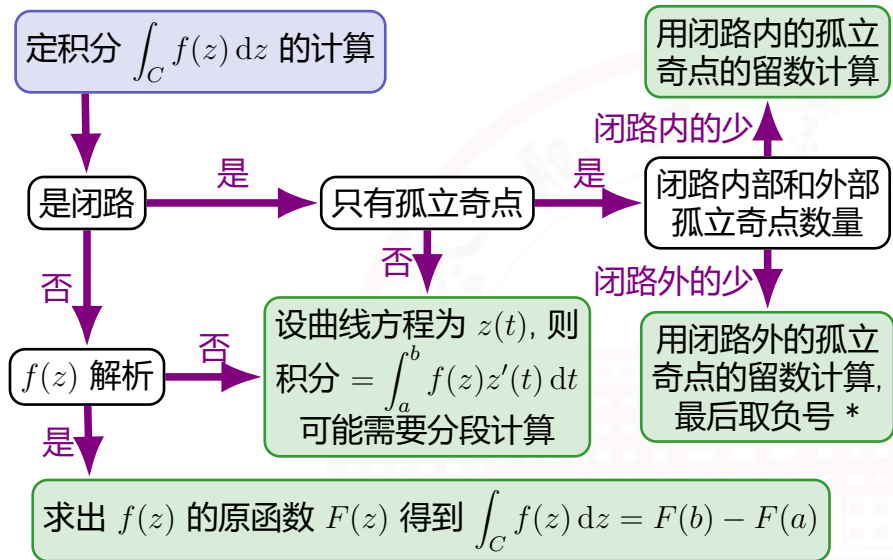 定积分 ∫_C f(z) dz 的计算
用闭路内的孤立
奇点的留数计算
闭路内的少
是闭路
是
只有孤立奇点
是
闭路内部和外部
孤立奇点数量
否
否
闭路外的少
f(z) 解析
否
设曲线方程为 z(t), 则
积分 = ∫_a^b f(z)z′(t) dt
可能需要分段计算
用闭路外的孤立
奇点的留数计算,
最后取负号 *
是
求出 f(z) 的原函数 F(z) 得到 ∫_C f(z) dz = F(b) − F(a)